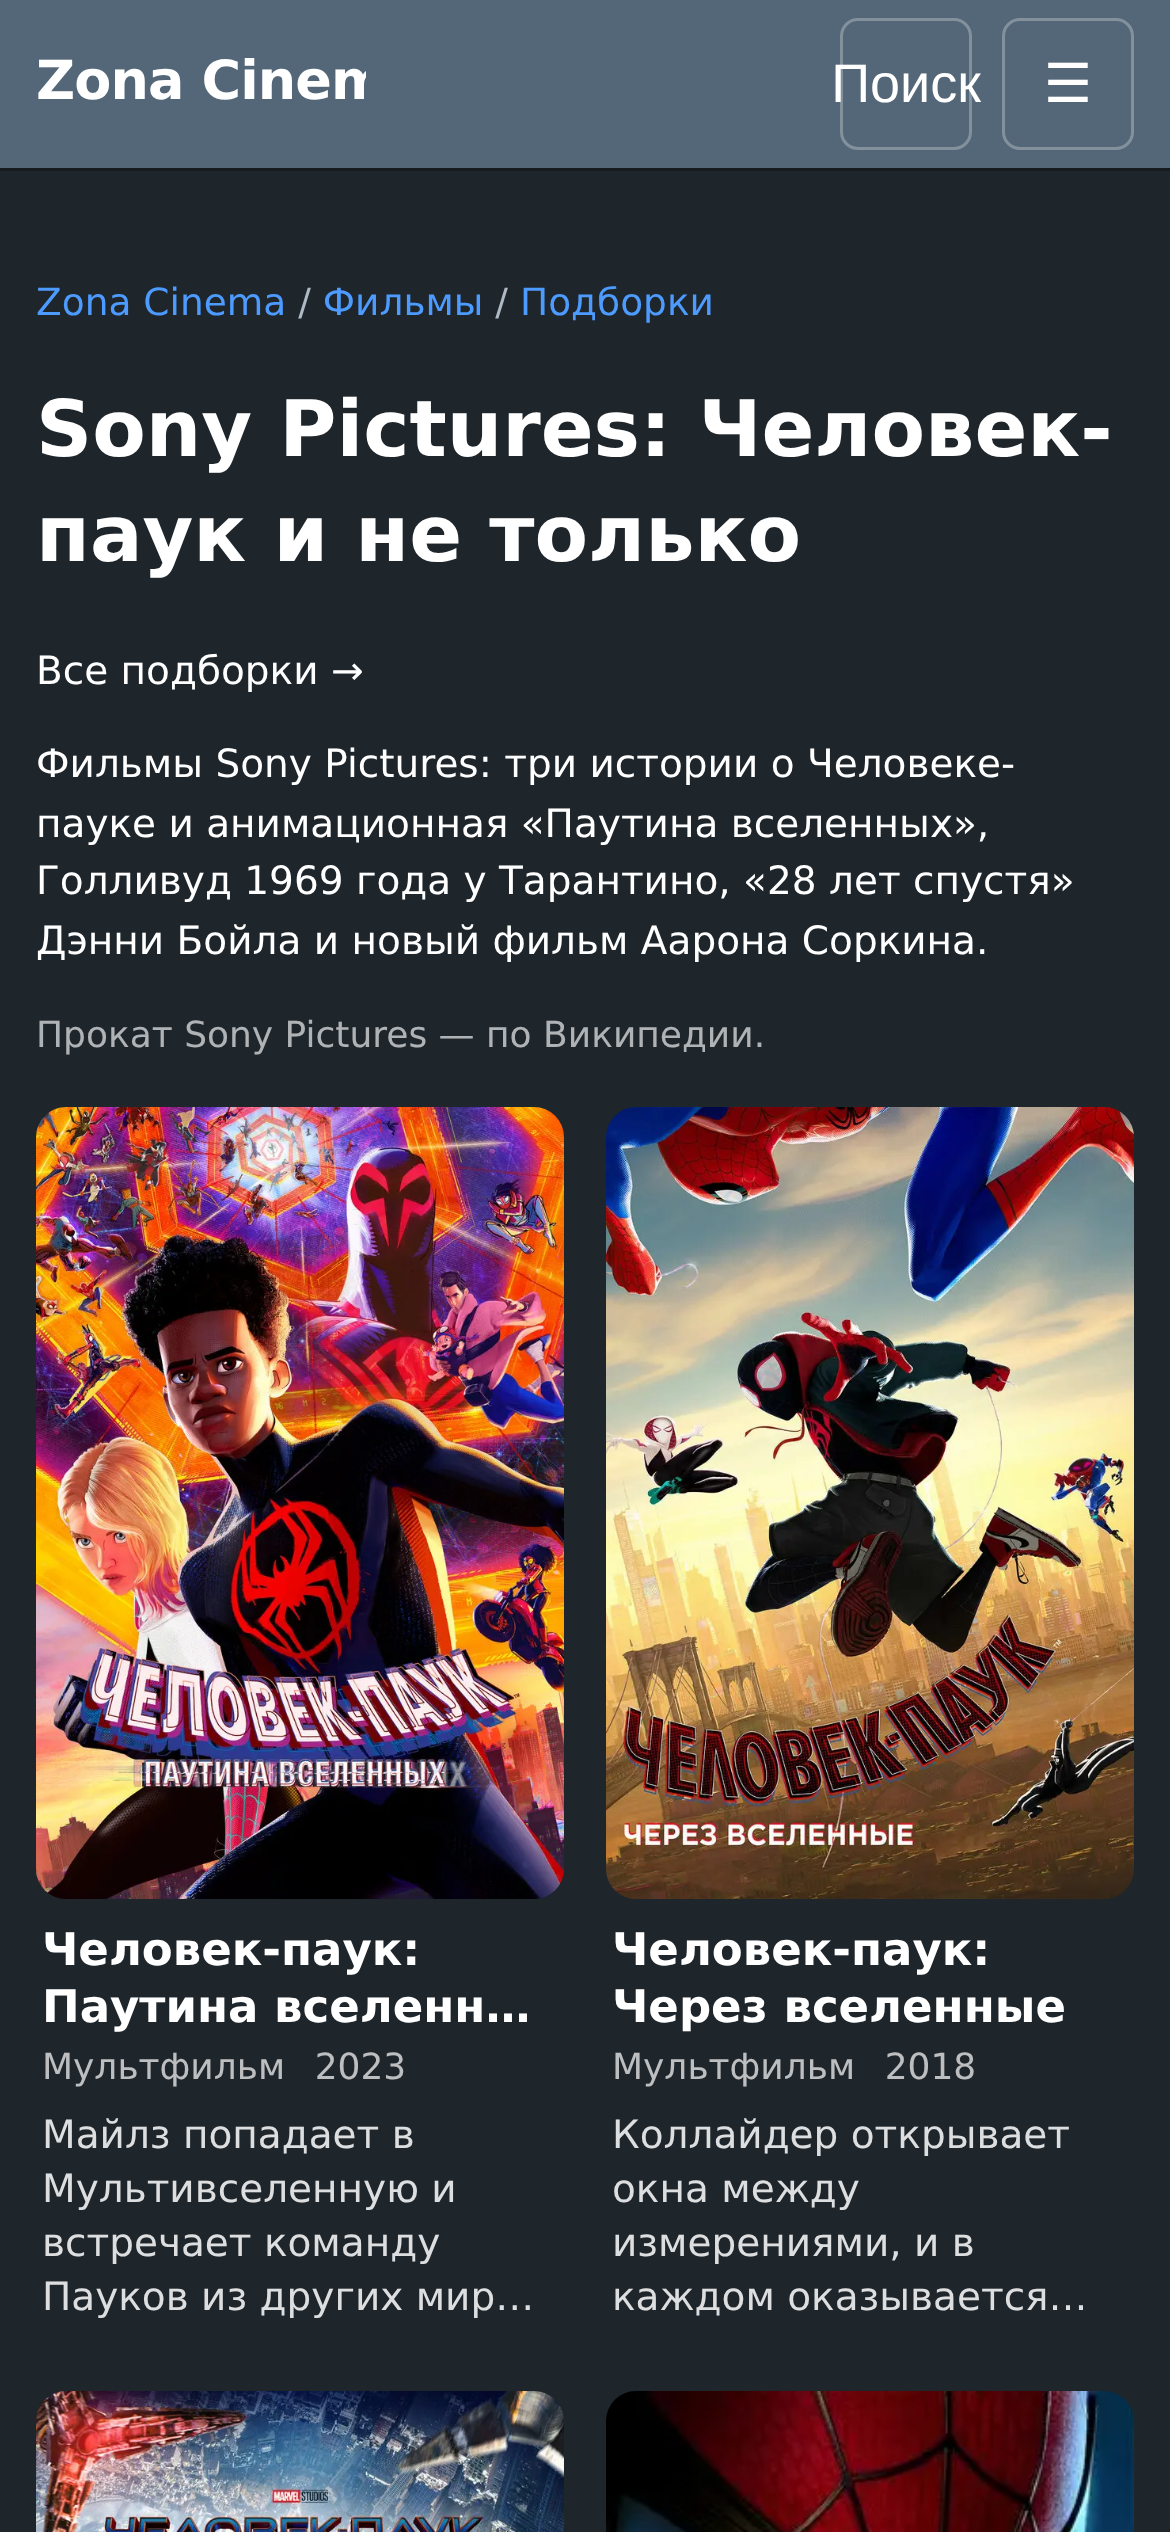 Zona Cinem
Поиск
☰
Zona Cinema / Фильмы / Подборки
Sony Pictures: Человек-
паук и не только
Все подборки →
Фильмы Sony Pictures: три истории о Человеке-
пауке и анимационная «Паутина вселенных»,
Голливуд 1969 года у Тарантино, «28 лет спустя»
Дэнни Бойла и новый фильм Аарона Соркина.
Прокат Sony Pictures — по Википедии.
ЧЕЛОВЕК-ПАУК
ПАУТИНА ВСЕЛЕННЫХ
ЧЕЛОВЕК-ПАУК
ЧЕРЕЗ ВСЕЛЕННЫЕ
Человек-паук:
Паутина вселенн...
Мультфильм 2023
Майлз попадает в
Мультивселенную и
встречает команду
Пауков из других мир...
Человек-паук:
Через вселенные
Мультфильм 2018
Коллайдер открывает
окна между
измерениями, и в
каждом оказывается...
MARVEL STUDIOS
ЧЕЛОВЕК-ПАУК